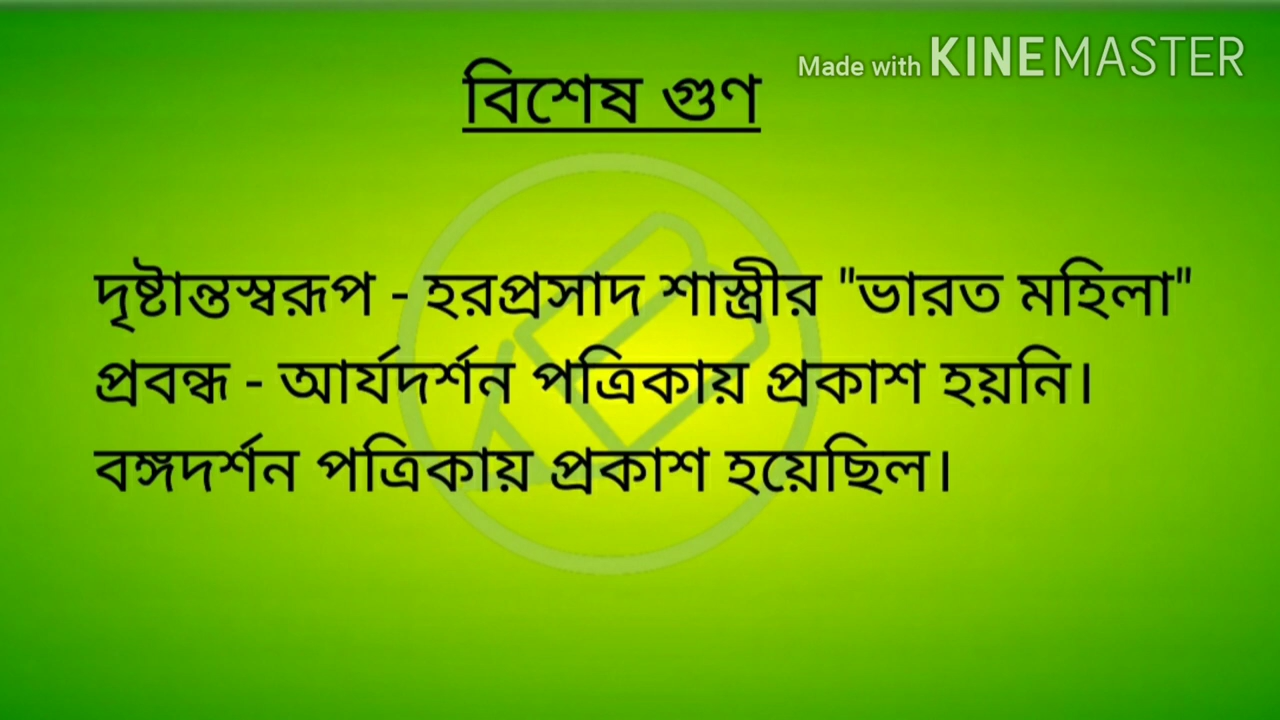 Made with KINEMASTER
বিশেষ গুণ
দৃষ্টান্তস্বরূপ - হরপ্রসাদ শাস্ত্রীর "ভারত মহিলা"
প্রবন্ধ - আর্যদর্শন পত্রিকায় প্রকাশ হয়নি।
বঙ্গদর্শন পত্রিকায় প্রকাশ হয়েছিল।